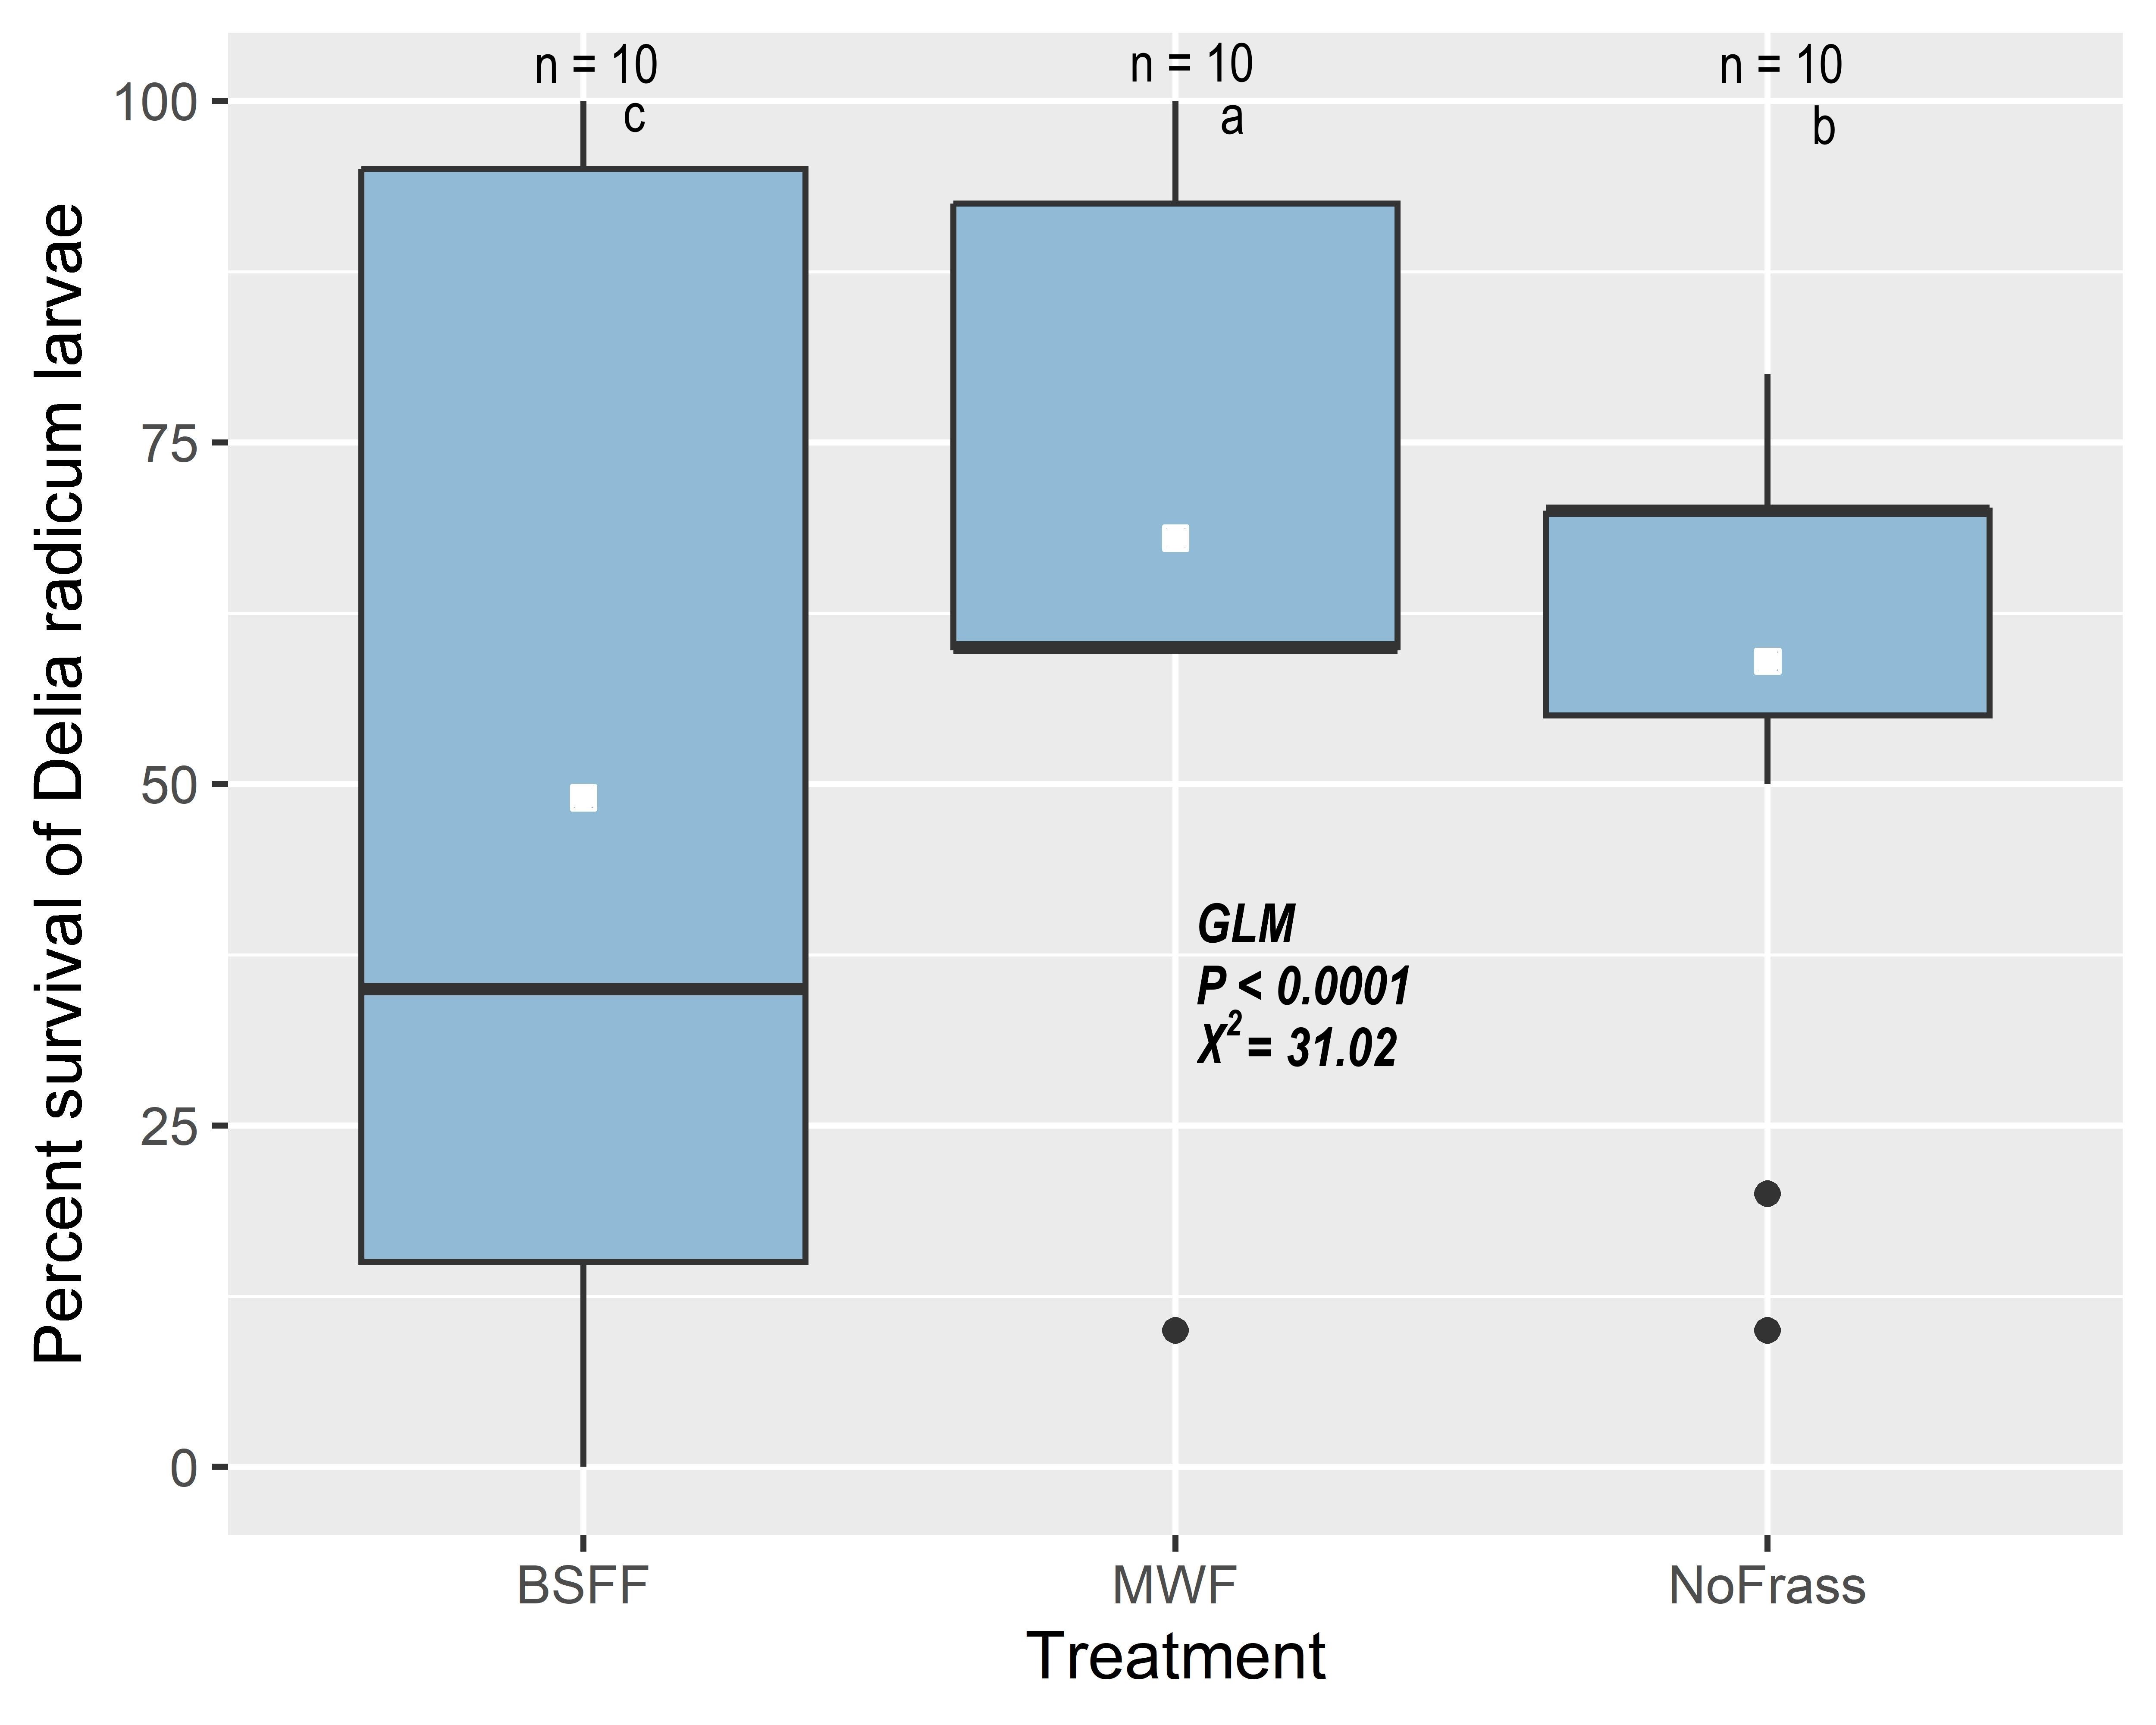 n = 10
n = 10
n = 10
c
a
b
100
75
50
25
0
Percent survival of Delia radicum larvae
GLM
P < 0.0001
X² = 31.02
BSFF
MWF
NoFrass
Treatment